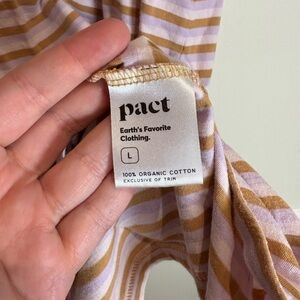 pact
Earth's Favorite
Clothing.
L
100% ORGANIC COTTON
EXCLUSIVE OF TRIM